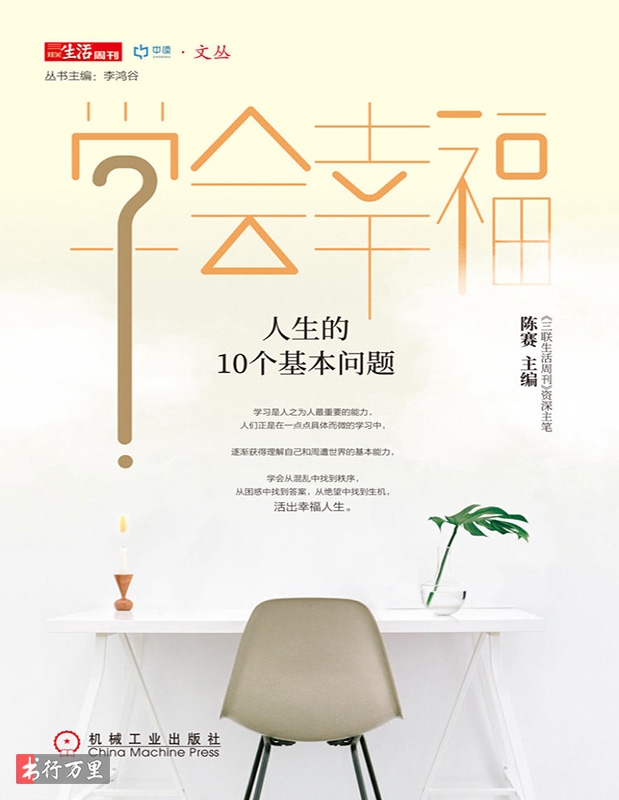 三联生活周刊 中读 · 文丛
丛书主编：李鸿谷
学会幸福
人生的
10个基本问题
《三联生活周刊》资深主笔
陈赛 主编
学习是人之为人最重要的能力，
人们正是在一点点具体而微的学习中，
逐渐获得理解自己和周遭世界的基本能力，
学会从混乱中找到秩序，
从困惑中找到答案，从绝望中找到生机，
活出幸福人生。
机械工业出版社
China Machine Press
书行万里